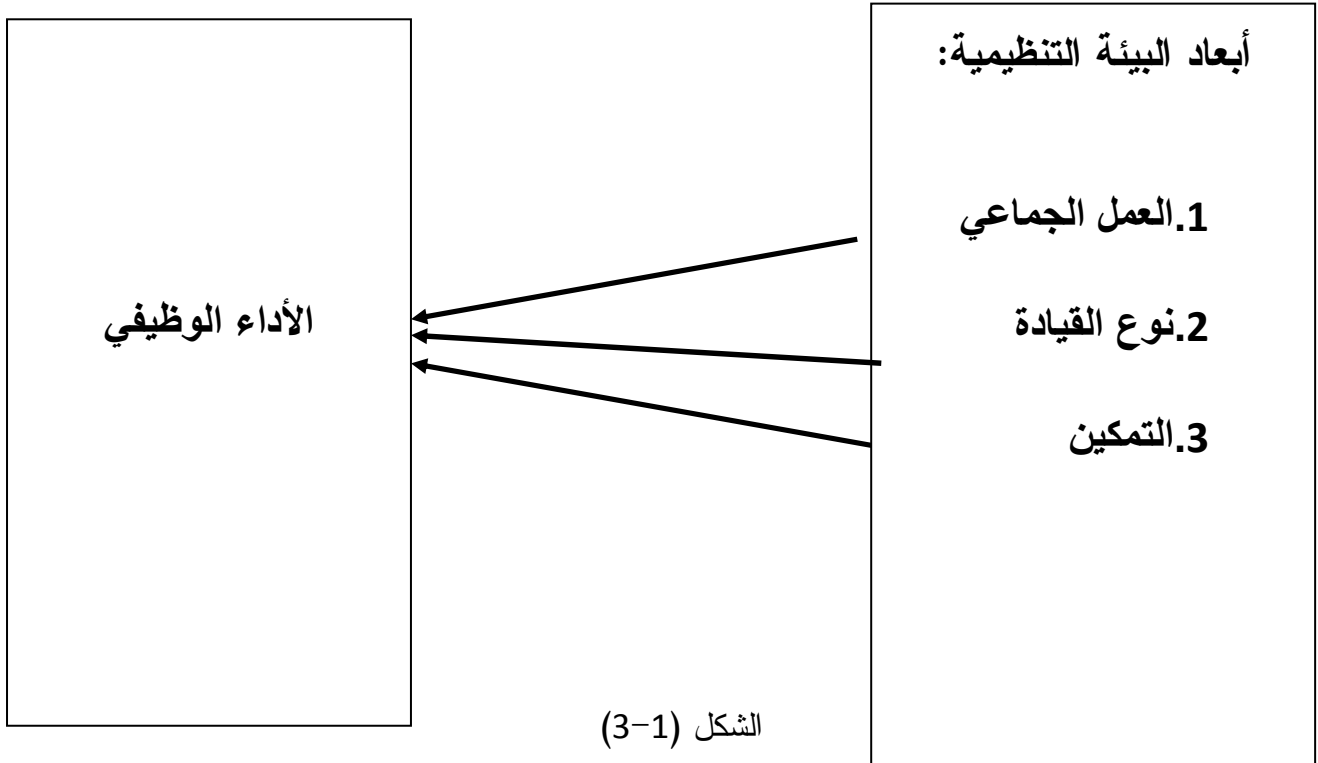 أبعاد البيئة التنظيمية:
1.العمل الجماعي
2.نوع القيادة
3.التمكين
الأداء الوظيفي
الشكل (1-3)